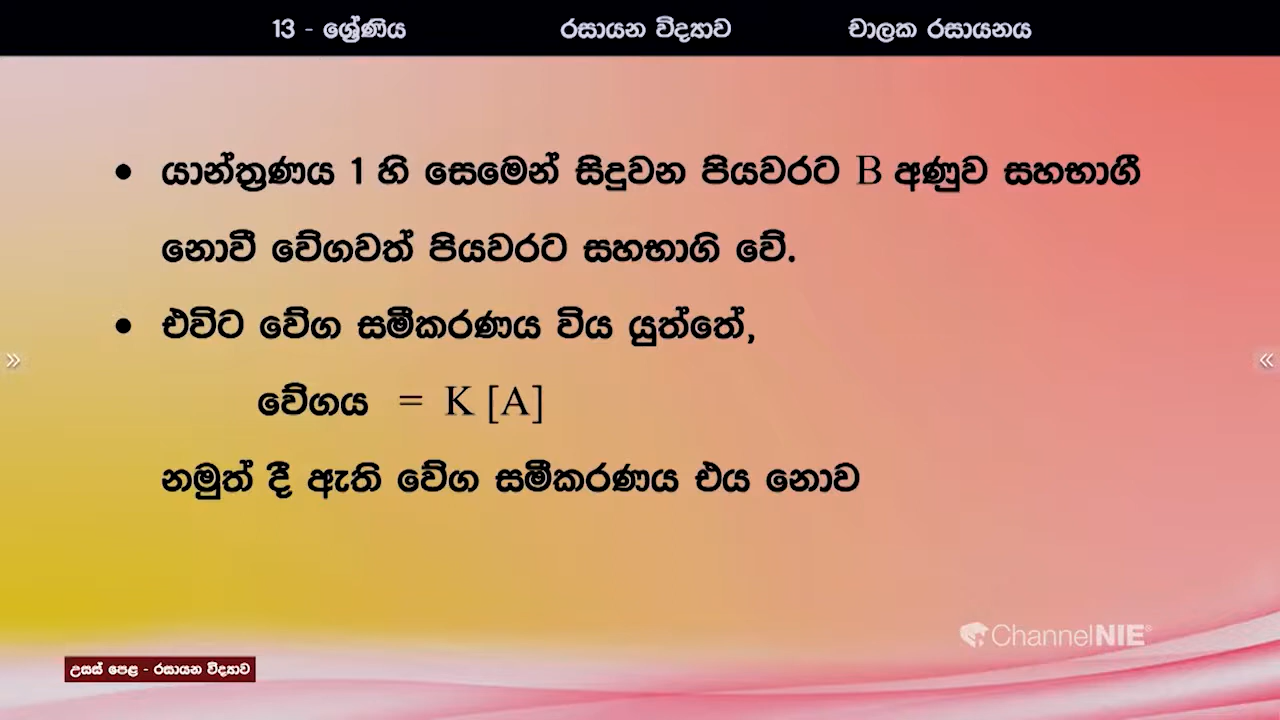 13 - ශ්‍රේණිය රසායන විද්‍යාව චාලක රසායනය
• යාන්ත්‍රණය 1 හි සෙමෙන් සිදුවන පියවරට B අණුව සහභාගී
නොවී වේගවත් පියවරට සහභාගි වේ.
• එවිට වේග සමීකරණය විය යුත්තේ,
වේගය = K [A]
නමුත් දී ඇති වේග සමීකරණය එය නොව
ChannelNIE®
උසස් පෙළ - රසායන විද්‍යාව